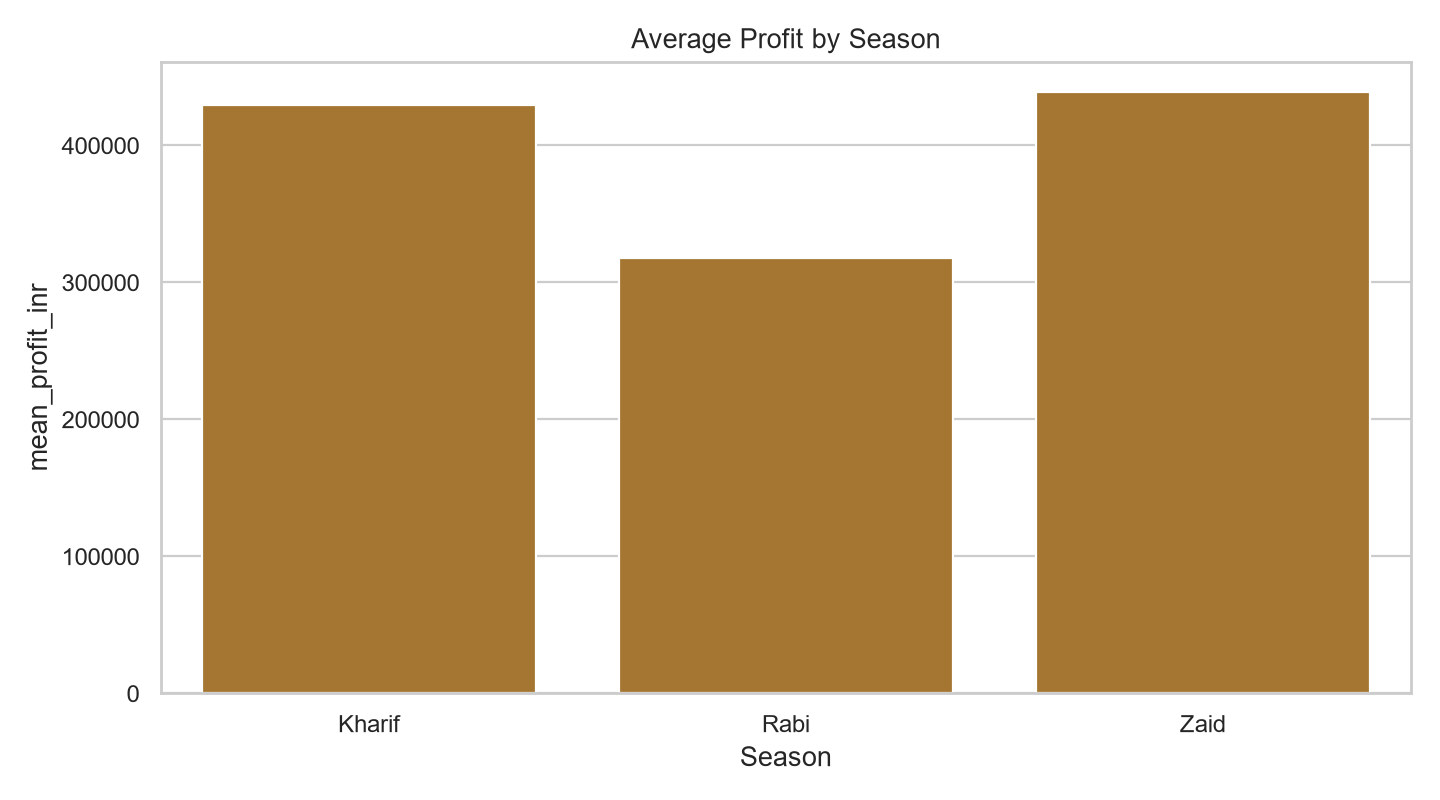 Average Profit by Season
mean_profit_inr
400000
300000
200000
100000
0
Kharif Rabi Zaid
Season